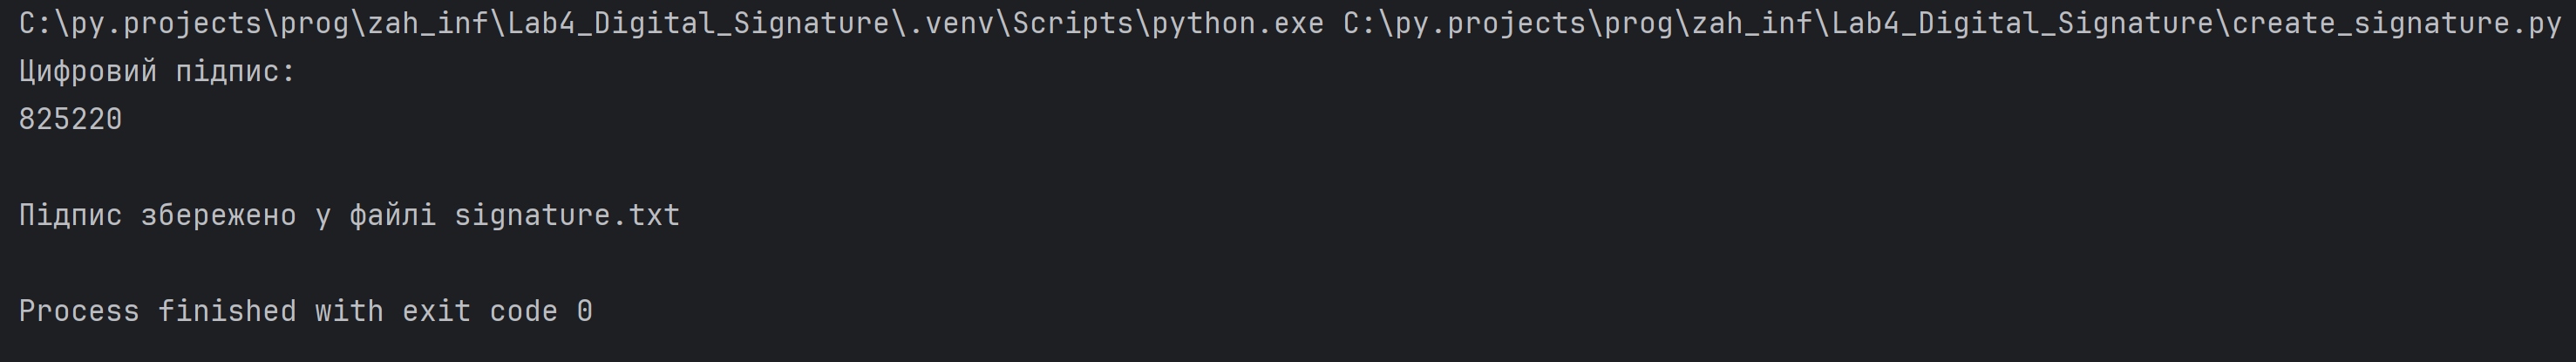 C:\py.projects\prog\zah_inf\Lab4_Digital_Signature\.venv\Scripts\python.exe C:\py.projects\prog\zah_inf\Lab4_Digital_Signature\create_signature.py
Цифровий підпис:
825220
Підпис збережено у файлі signature.txt
Process finished with exit code 0